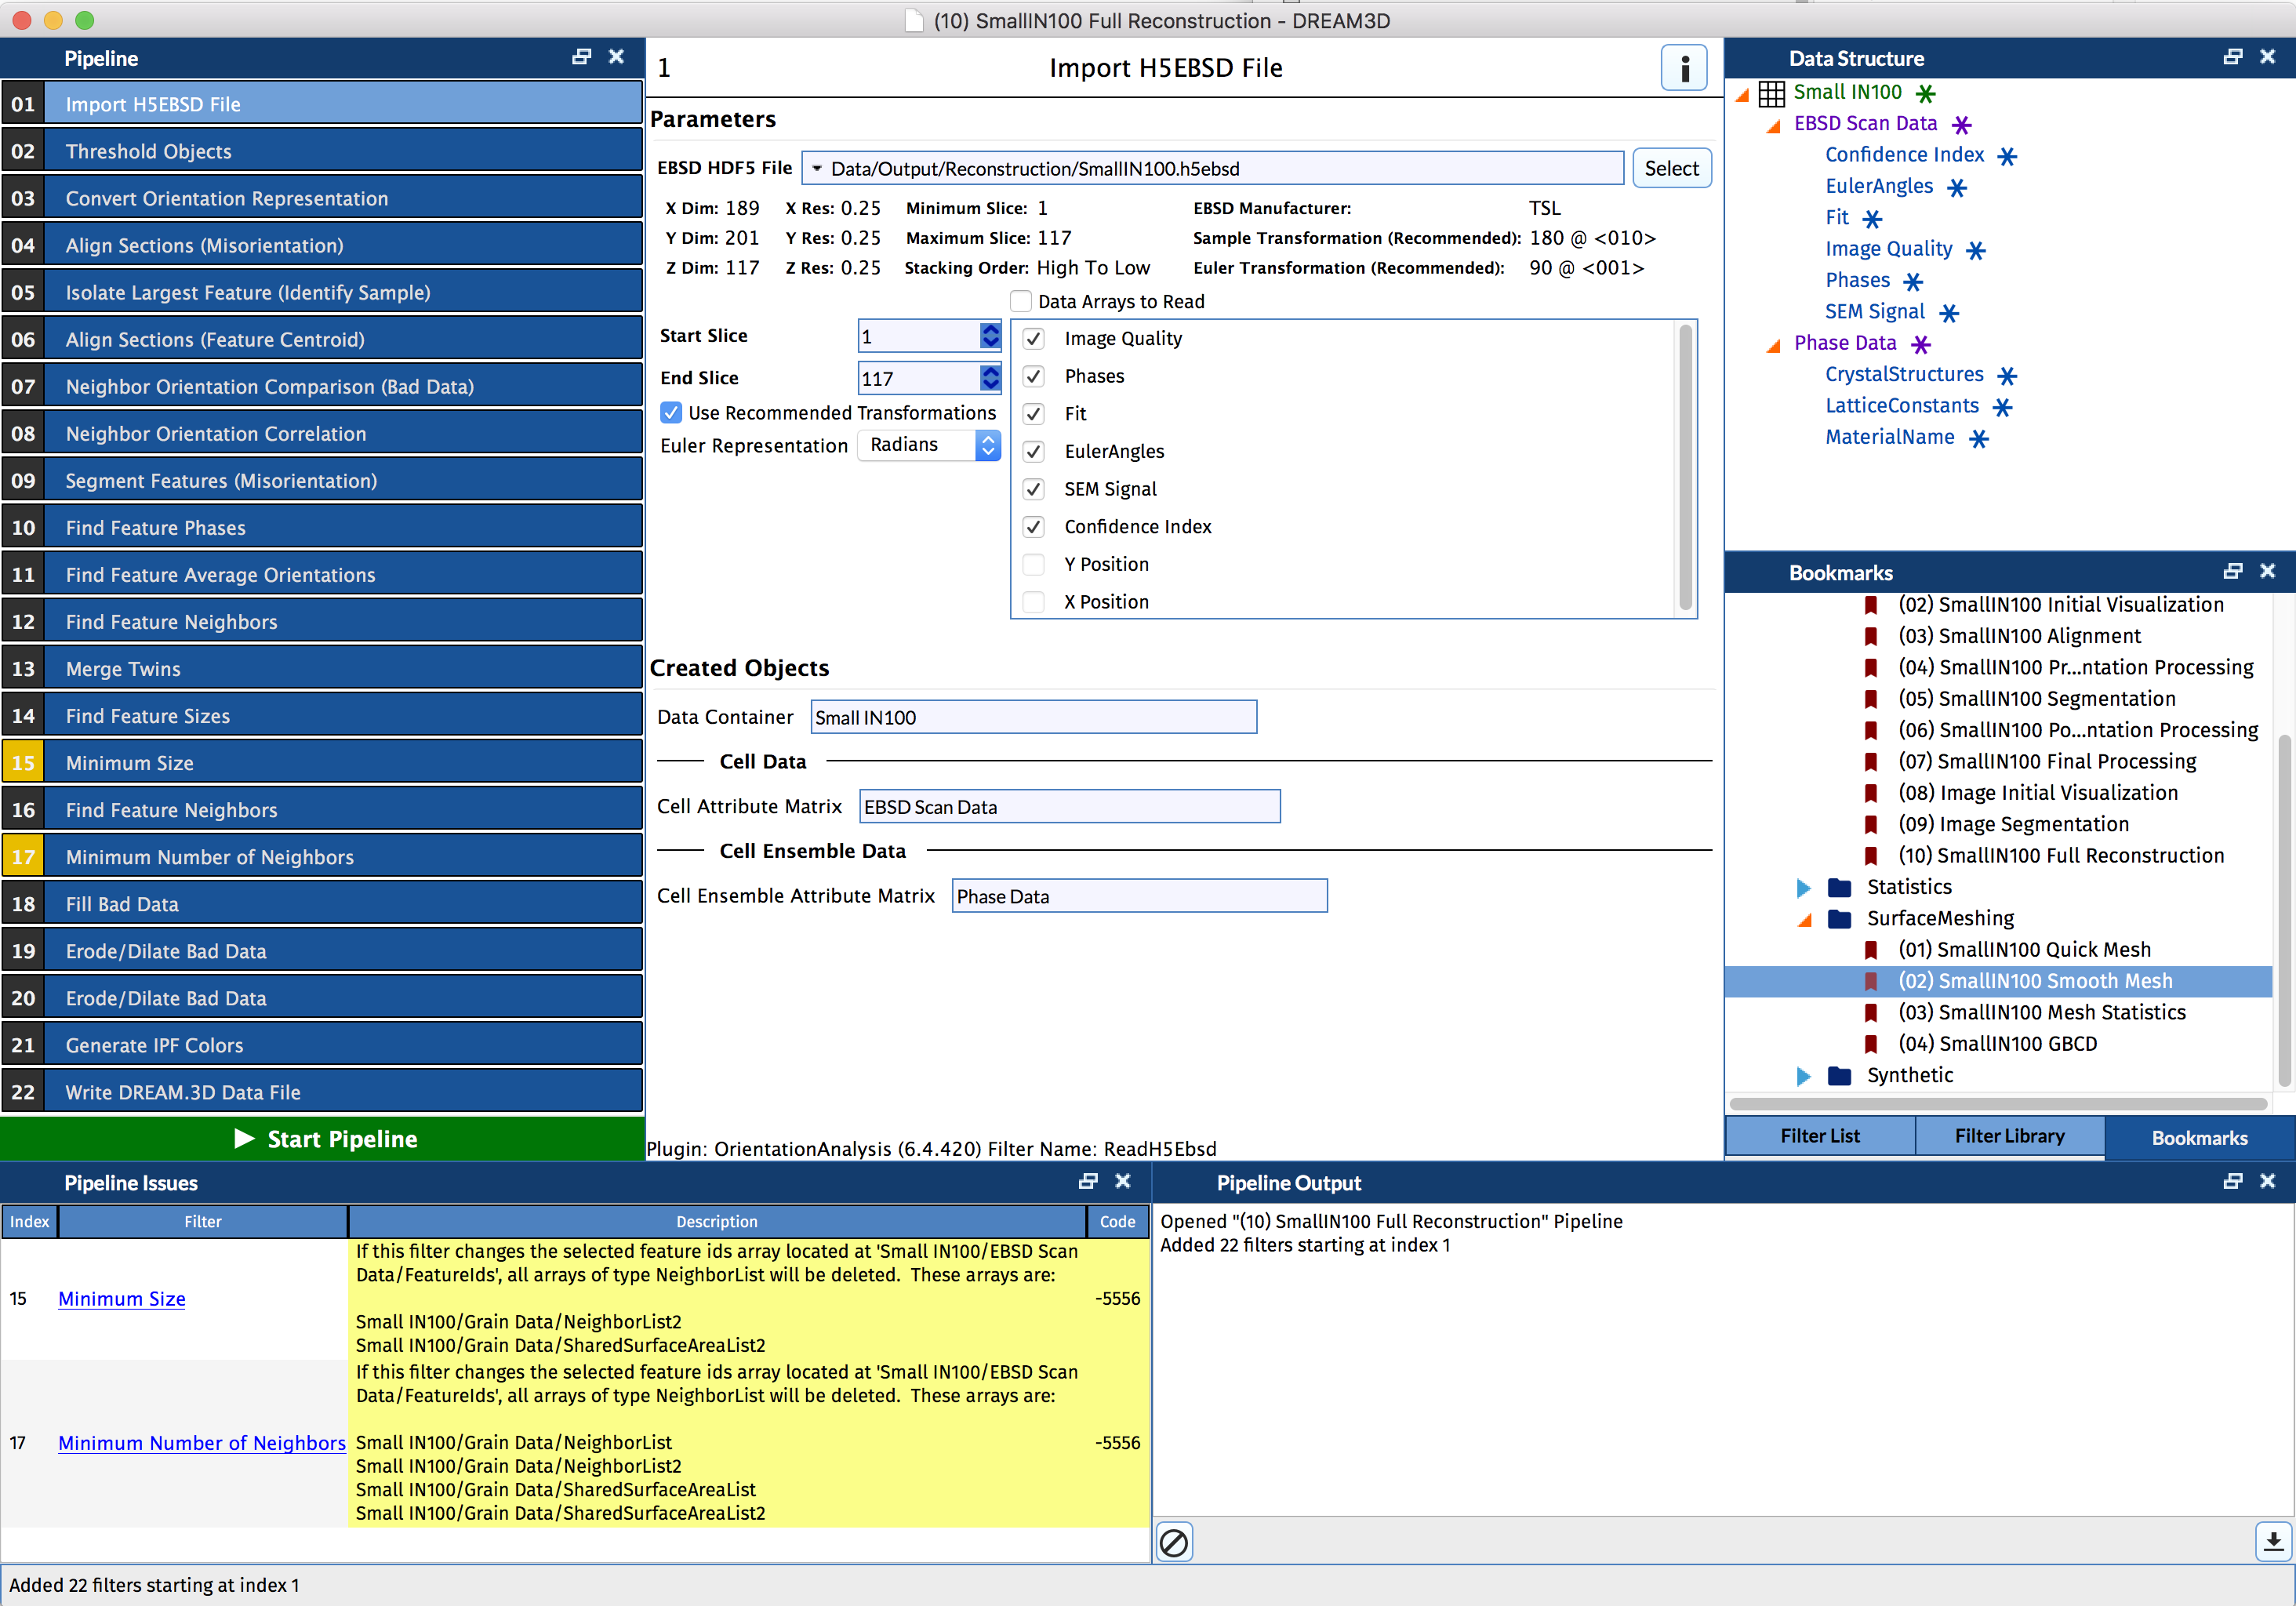 (10) SmallIN100 Full Reconstruction - DREAM3D
Pipeline
01 Import H5EBSD File
02 Threshold Objects
03 Convert Orientation Representation
04 Align Sections (Misorientation)
05 Isolate Largest Feature (Identify Sample)
06 Align Sections (Feature Centroid)
07 Neighbor Orientation Comparison (Bad Data)
08 Neighbor Orientation Correlation
09 Segment Features (Misorientation)
10 Find Feature Phases
11 Find Feature Average Orientations
12 Find Feature Neighbors
13 Merge Twins
14 Find Feature Sizes
15 Minimum Size
16 Find Feature Neighbors
17 Minimum Number of Neighbors
18 Fill Bad Data
19 Erode/Dilate Bad Data
20 Erode/Dilate Bad Data
21 Generate IPF Colors
22 Write DREAM.3D Data File
Start Pipeline
1 Import H5EBSD File i
Parameters
EBSD HDF5 File Data/Output/Reconstruction/SmallIN100.h5ebsd Select
X Dim: 189 X Res: 0.25 Minimum Slice: 1 EBSD Manufacturer: TSL
Y Dim: 201 Y Res: 0.25 Maximum Slice: 117 Sample Transformation (Recommended): 180 @ <010>
Z Dim: 117 Z Res: 0.25 Stacking Order: High To Low Euler Transformation (Recommended): 90 @ <001>
Data Arrays to Read
Start Slice 1
End Slice 117
Use Recommended Transformations
Euler Representation Radians
Image Quality
Phases
Fit
EulerAngles
SEM Signal
Confidence Index
Y Position
X Position
Created Objects
Data Container Small IN100
Cell Data
Cell Attribute Matrix EBSD Scan Data
Cell Ensemble Data
Cell Ensemble Attribute Matrix Phase Data
Plugin: OrientationAnalysis (6.4.420) Filter Name: ReadH5Ebsd
Data Structure
Small IN100
EBSD Scan Data
Confidence Index
EulerAngles
Fit
Image Quality
Phases
SEM Signal
Phase Data
CrystalStructures
LatticeConstants
MaterialName
Bookmarks
(02) SmallIN100 Initial Visualization
(03) SmallIN100 Alignment
(04) SmallIN100 Pr...ntation Processing
(05) SmallIN100 Segmentation
(06) SmallIN100 Po...ntation Processing
(07) SmallIN100 Final Processing
(08) Image Initial Visualization
(09) Image Segmentation
(10) SmallIN100 Full Reconstruction
Statistics
SurfaceMeshing
(01) SmallIN100 Quick Mesh
(02) SmallIN100 Smooth Mesh
(03) SmallIN100 Mesh Statistics
(04) SmallIN100 GBCD
Synthetic
Filter List Filter Library Bookmarks
Pipeline Issues
Index Filter Description Code
If this filter changes the selected feature ids array located at 'Small IN100/EBSD Scan
Data/FeatureIds', all arrays of type NeighborList will be deleted. These arrays are:
15 Minimum Size -5556
Small IN100/Grain Data/NeighborList2
Small IN100/Grain Data/SharedSurfaceAreaList2
If this filter changes the selected feature ids array located at 'Small IN100/EBSD Scan
Data/FeatureIds', all arrays of type NeighborList will be deleted. These arrays are:
17 Minimum Number of Neighbors Small IN100/Grain Data/NeighborList -5556
Small IN100/Grain Data/NeighborList2
Small IN100/Grain Data/SharedSurfaceAreaList
Small IN100/Grain Data/SharedSurfaceAreaList2
Pipeline Output
Opened "(10) SmallIN100 Full Reconstruction" Pipeline
Added 22 filters starting at index 1
Added 22 filters starting at index 1